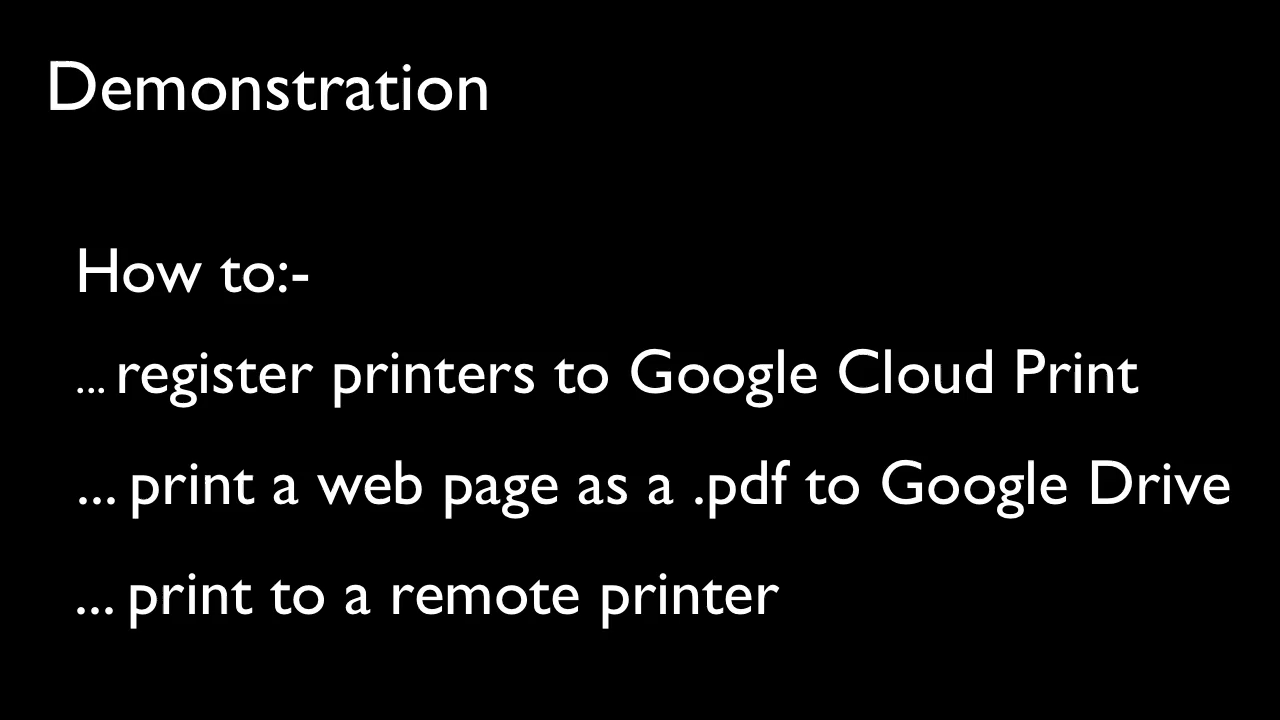 Demonstration
How to:-
... register printers to Google Cloud Print
... print a web page as a .pdf to Google Drive
... print to a remote printer